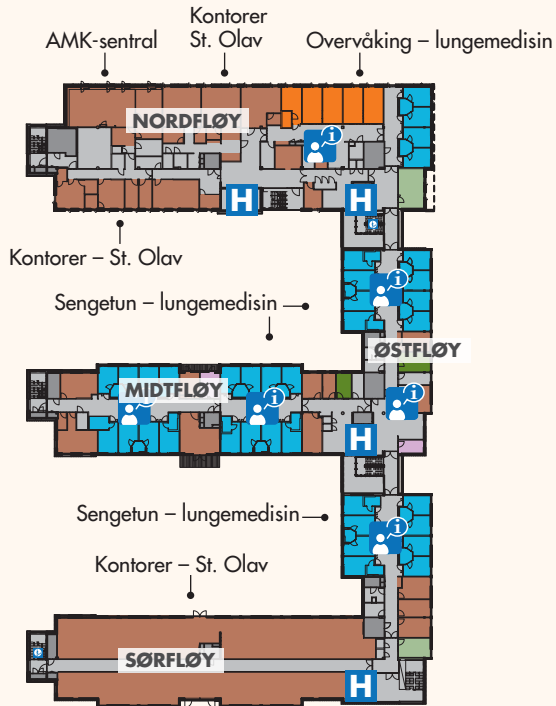 Kontorer
St. Olav
AMK-sentral
Overvåking – lungemedisin
NORDFLØY
i
H
H
Kontorer – St. Olav
i
Sengetun – lungemedisin
ØSTFLØY
MIDTFLØY
i
i
i
H
Sengetun – lungemedisin
i
Kontorer – St. Olav
SØRFLØY
H